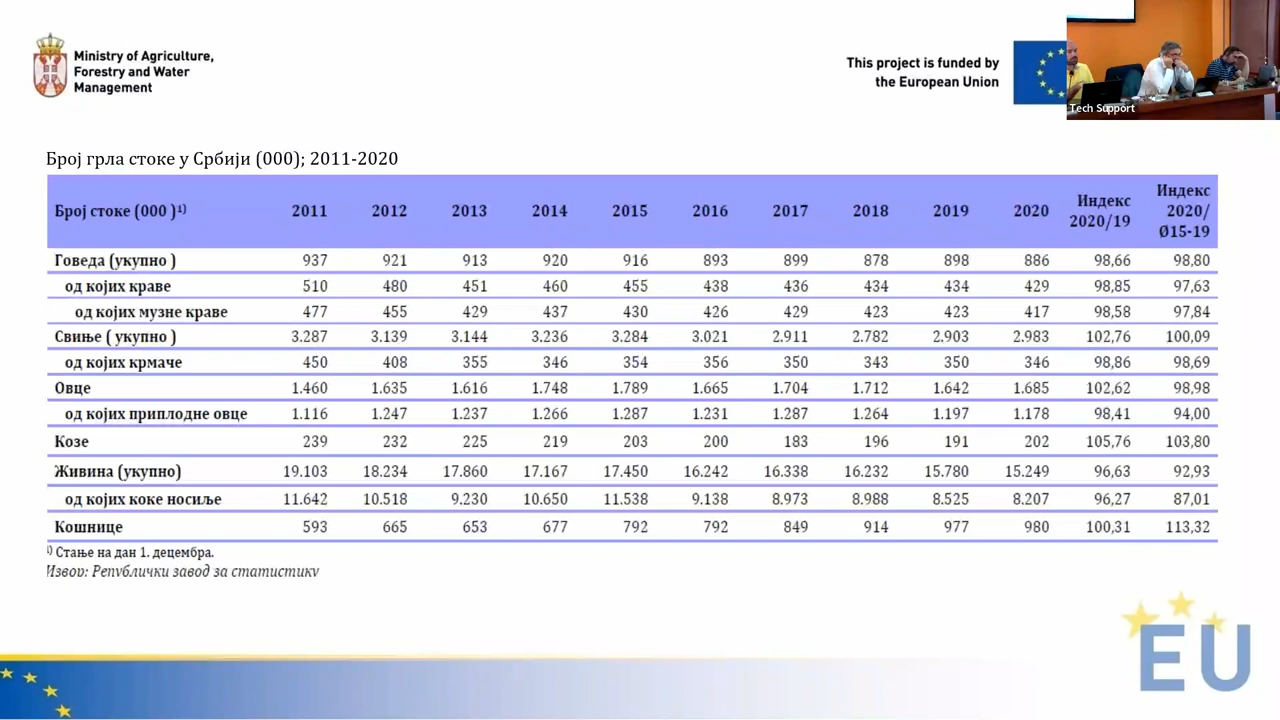 Ministry of Agriculture,
Forestry and Water
Management
This project is funded by
the European Union
Tech Support
Број грла стоке у Србији (000); 2011-2020
Број стоке (000 )¹⁾ 2011 2012 2013 2014 2015 2016 2017 2018 2019 2020 Индекс 2020/19 Индекс 2020/ Ø15-19
Говеда (укупно ) 937 921 913 920 916 893 899 878 898 886 98,66 98,80
од којих краве 510 480 451 460 455 438 436 434 434 429 98,85 97,63
од којих музне краве 477 455 429 437 430 426 429 423 423 417 98,58 97,84
Свиње ( укупно ) 3.287 3.139 3.144 3.236 3.284 3.021 2.911 2.782 2.903 2.983 102,76 100,09
од којих крмаче 450 408 355 346 354 356 350 343 350 346 98,86 98,69
Овце 1.460 1.635 1.616 1.748 1.789 1.665 1.704 1.712 1.642 1.685 102,62 98,98
од којих приплодне овце 1.116 1.247 1.237 1.266 1.287 1.231 1.287 1.264 1.197 1.178 98,41 94,00
Козе 239 232 225 219 203 200 183 196 191 202 105,76 103,80
Живина (укупно) 19.103 18.234 17.860 17.167 17.450 16.242 16.338 16.232 15.780 15.249 96,63 92,93
од којих коке носиље 11.642 10.518 9.230 10.650 11.538 9.138 8.973 8.988 8.525 8.207 96,27 87,01
Кошнице 593 665 653 677 792 792 849 914 977 980 100,31 113,32
¹⁾ Стање на дан 1. децембра.
Извор: Републички завод за статистику
EU